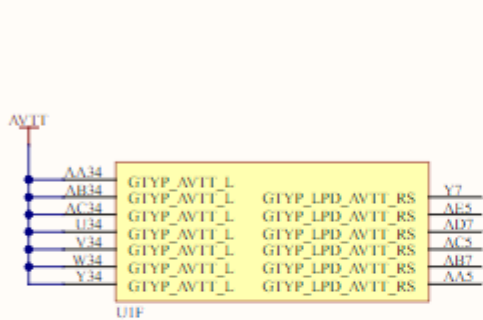 AVTT
AA34 GTYP_AVTT_L
AB34 GTYP_AVTT_L GTYP_LPD_AVTT_RS Y7
AC34 GTYP_AVTT_L GTYP_LPD_AVTT_RS AE5
U34 GTYP_AVTT_L GTYP_LPD_AVTT_RS AD7
V34 GTYP_AVTT_L GTYP_LPD_AVTT_RS AC5
W34 GTYP_AVTT_L GTYP_LPD_AVTT_RS AB7
Y34 GTYP_AVTT_L GTYP_LPD_AVTT_RS AA5
U1F